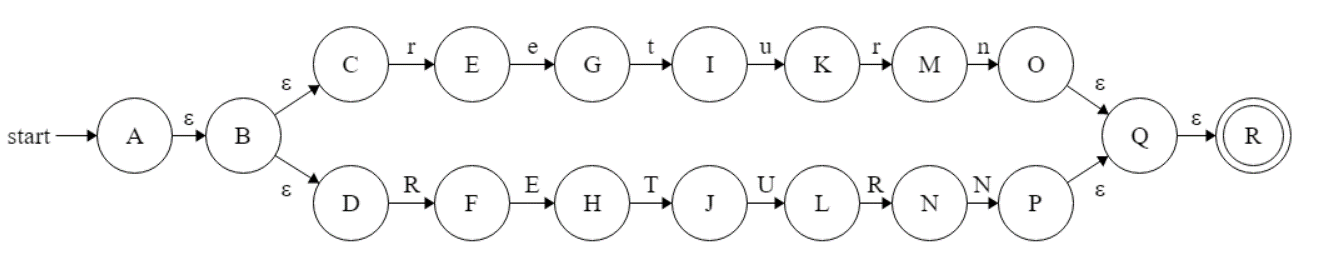 r e t u r n
C E G I K M O
ε ε
start A ε B Q ε R
ε ε
R E T U R N
D F H J L N P